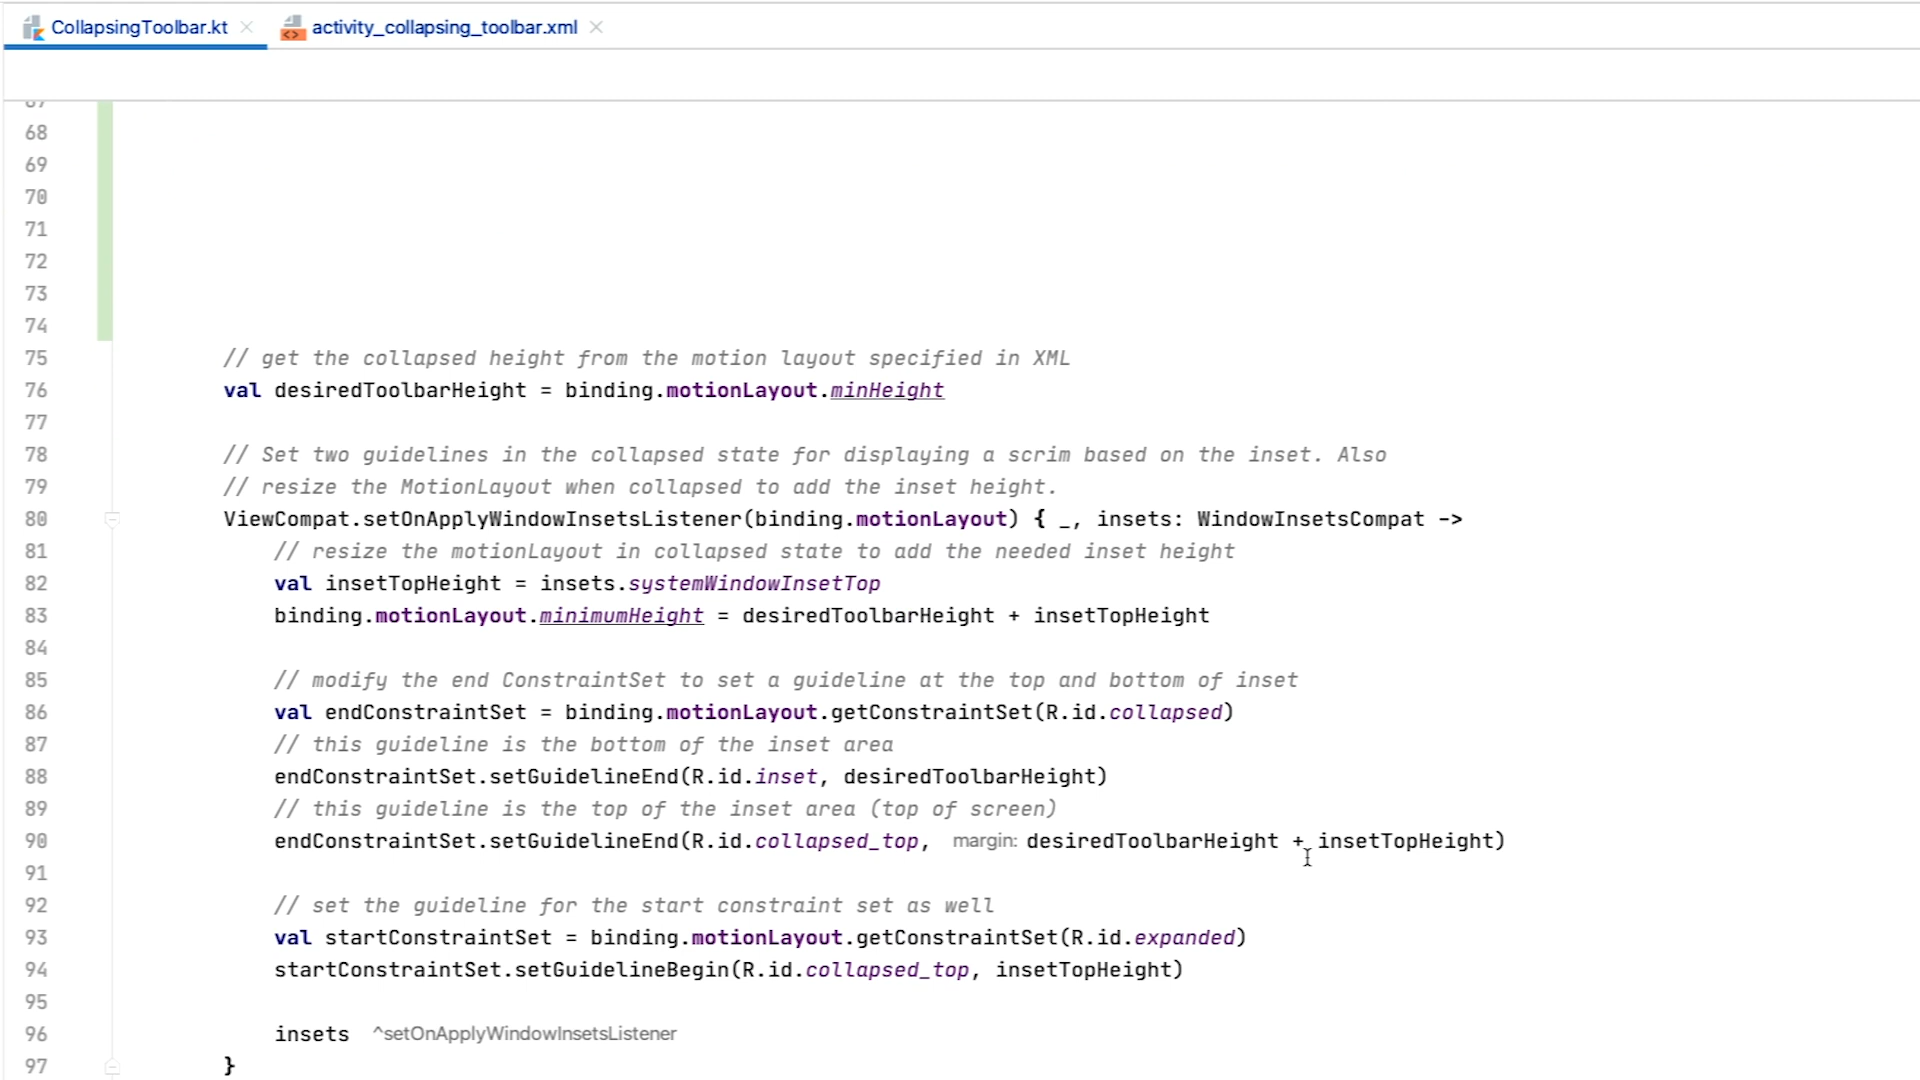 CollapsingToolbar.kt activity_collapsing_toolbar.xml
67
68
69
70
71
72
73
74
75 // get the collapsed height from the motion layout specified in XML
76 val desiredToolbarHeight = binding.motionLayout.minHeight
77
78 // Set two guidelines in the collapsed state for displaying a scrim based on the inset. Also
79 // resize the MotionLayout when collapsed to add the inset height.
80 ViewCompat.setOnApplyWindowInsetsListener(binding.motionLayout) { _, insets: WindowInsetsCompat ->
81 // resize the motionLayout in collapsed state to add the needed inset height
82 val insetTopHeight = insets.systemWindowInsetTop
83 binding.motionLayout.minimumHeight = desiredToolbarHeight + insetTopHeight
84
85 // modify the end ConstraintSet to set a guideline at the top and bottom of inset
86 val endConstraintSet = binding.motionLayout.getConstraintSet(R.id.collapsed)
87 // this guideline is the bottom of the inset area
88 endConstraintSet.setGuidelineEnd(R.id.inset, desiredToolbarHeight)
89 // this guideline is the top of the inset area (top of screen)
90 endConstraintSet.setGuidelineEnd(R.id.collapsed_top, margin: desiredToolbarHeight + insetTopHeight)
91
92 // set the guideline for the start constraint set as well
93 val startConstraintSet = binding.motionLayout.getConstraintSet(R.id.expanded)
94 startConstraintSet.setGuidelineBegin(R.id.collapsed_top, insetTopHeight)
95
96 insets ^setOnApplyWindowInsetsListener
97 }